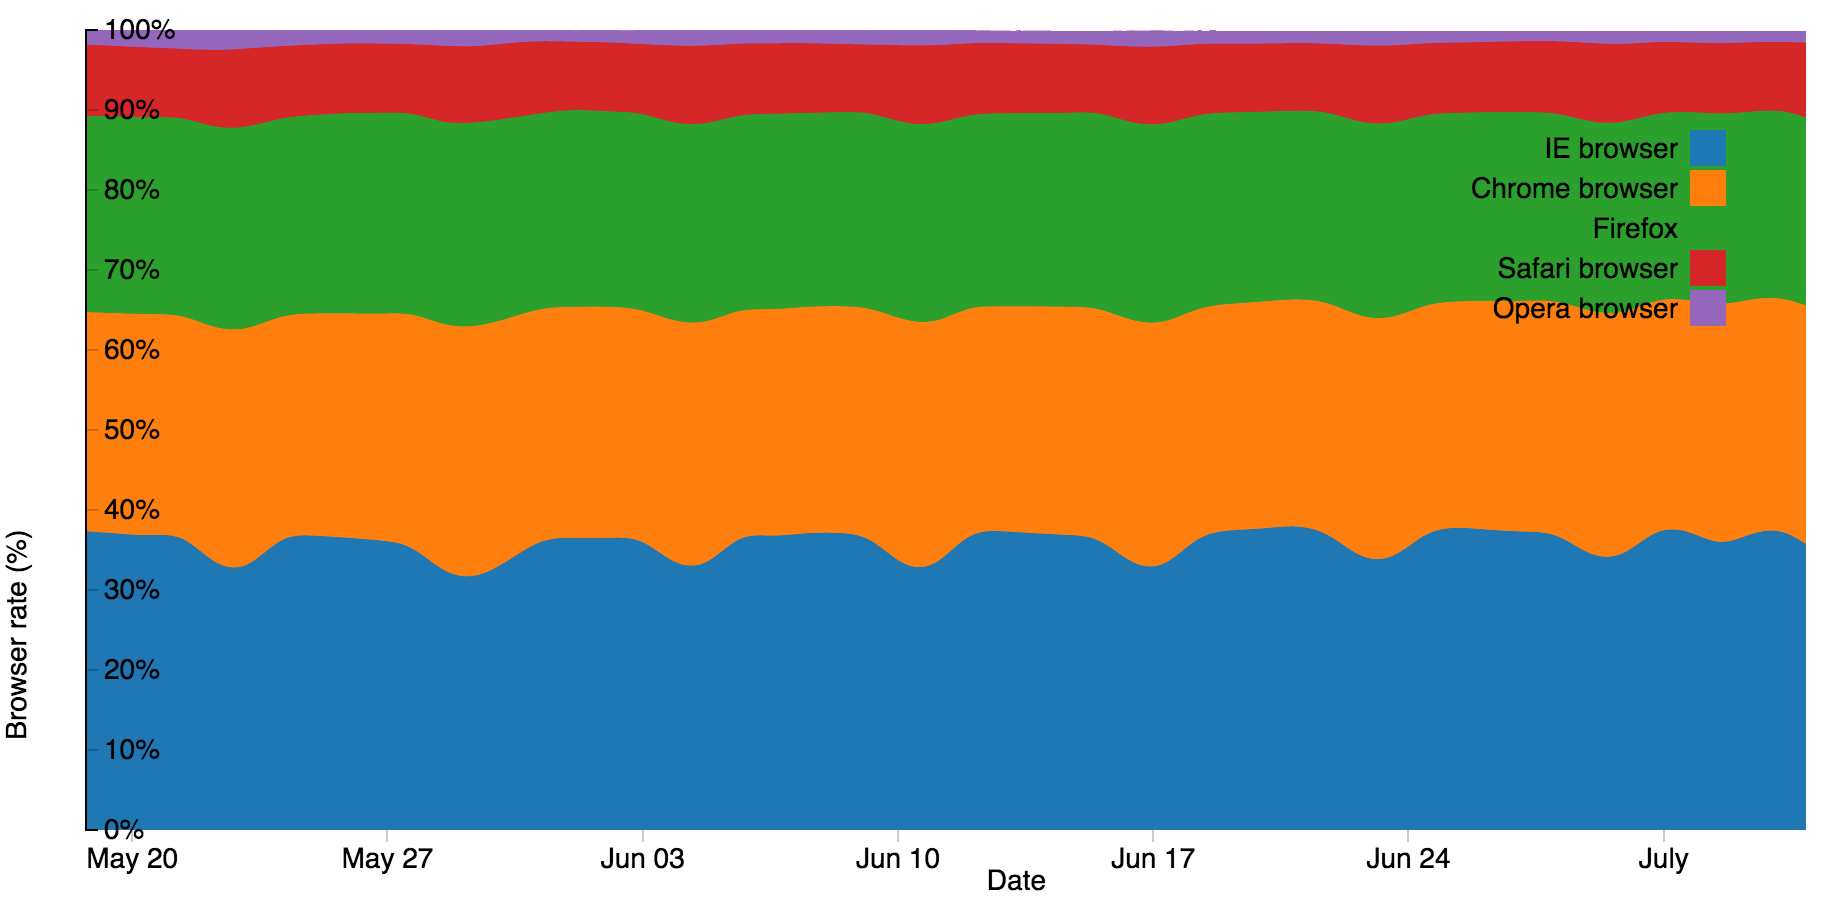 100%
90%
80%
70%
60%
50%
40%
30%
20%
10%
0%
Browser rate (%)
IE browser
Chrome browser
Firefox
Safari browser
Opera browser
May 20 May 27 Jun 03 Jun 10 Jun 17 Jun 24 July
Date